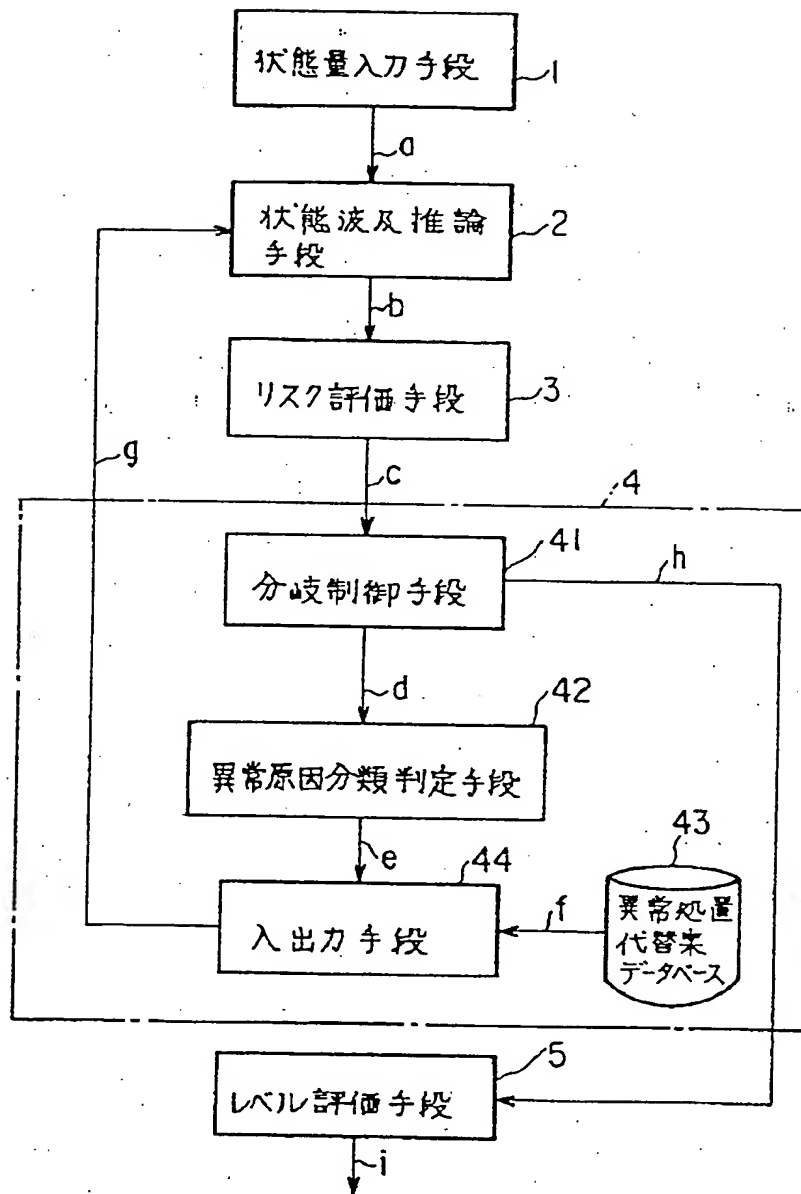 状態量入力手段
1
a
状態波及推論
手段
2
b
リスク評価手段
3
g
c
4
分岐制御手段
41
h
d
42
異常原因分類判定手段
e
44
43
入出力手段
f
異常処置
代替案
データベース
5
レベル評価手段
i